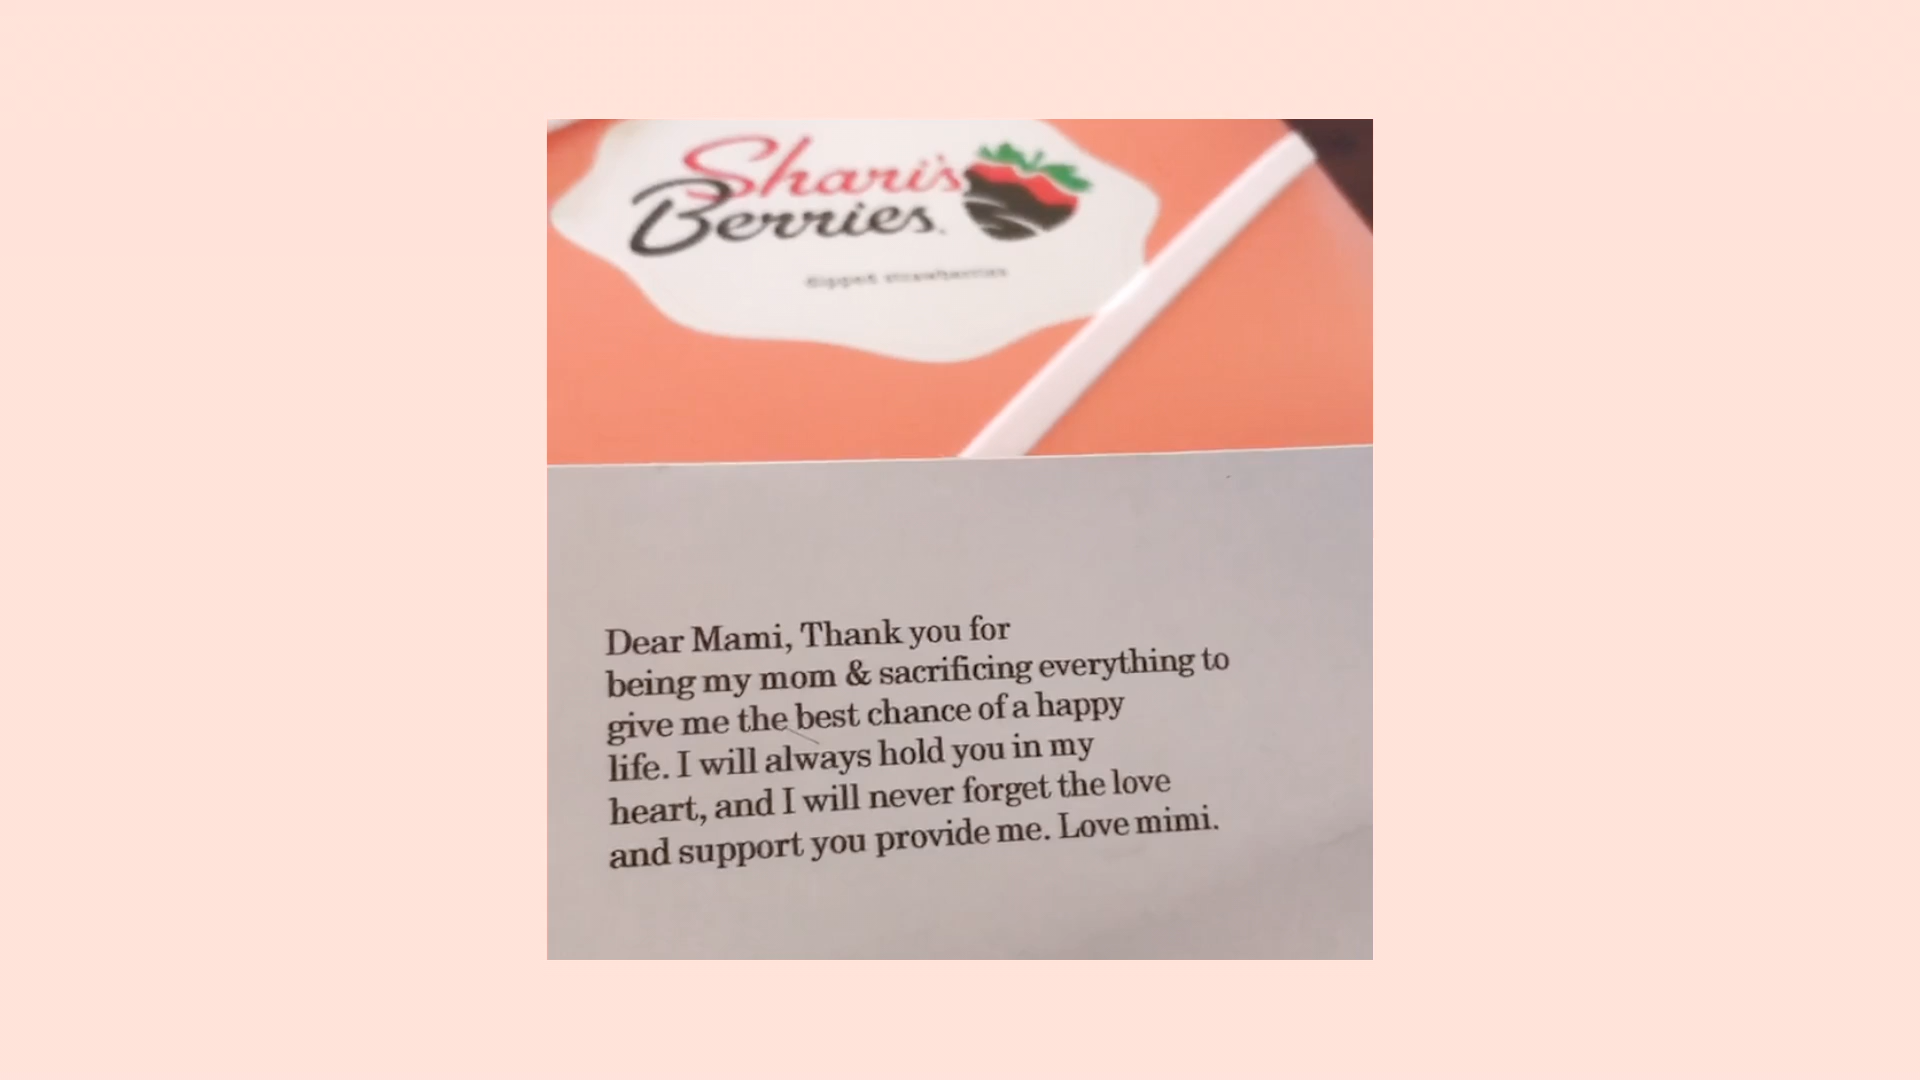 Shari's
Berries.
dipped strawberries
Dear Mami, Thank you for
being my mom & sacrificing everything to
give me the best chance of a happy
life. I will always hold you in my
heart, and I will never forget the love
and support you provide me. Love mimi.